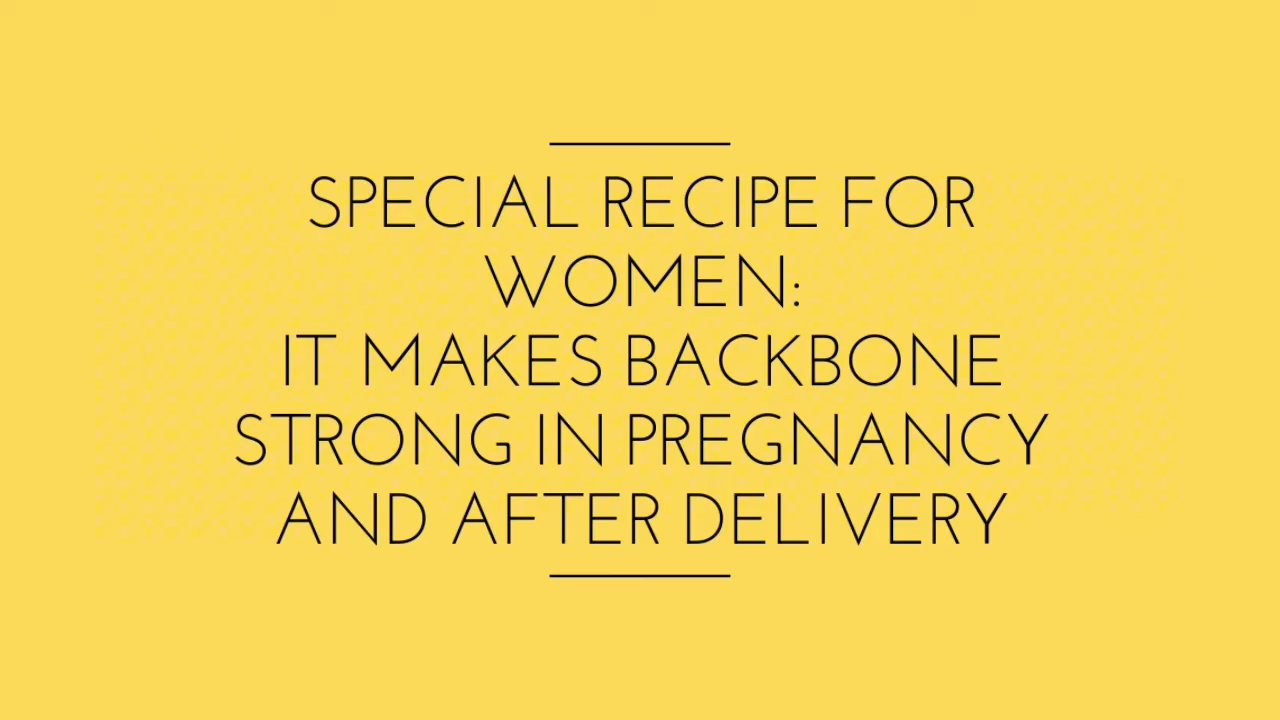 SPECIAL RECIPE FOR
WOMEN:
IT MAKES BACKBONE
STRONG IN PREGNANCY
AND AFTER DELIVERY